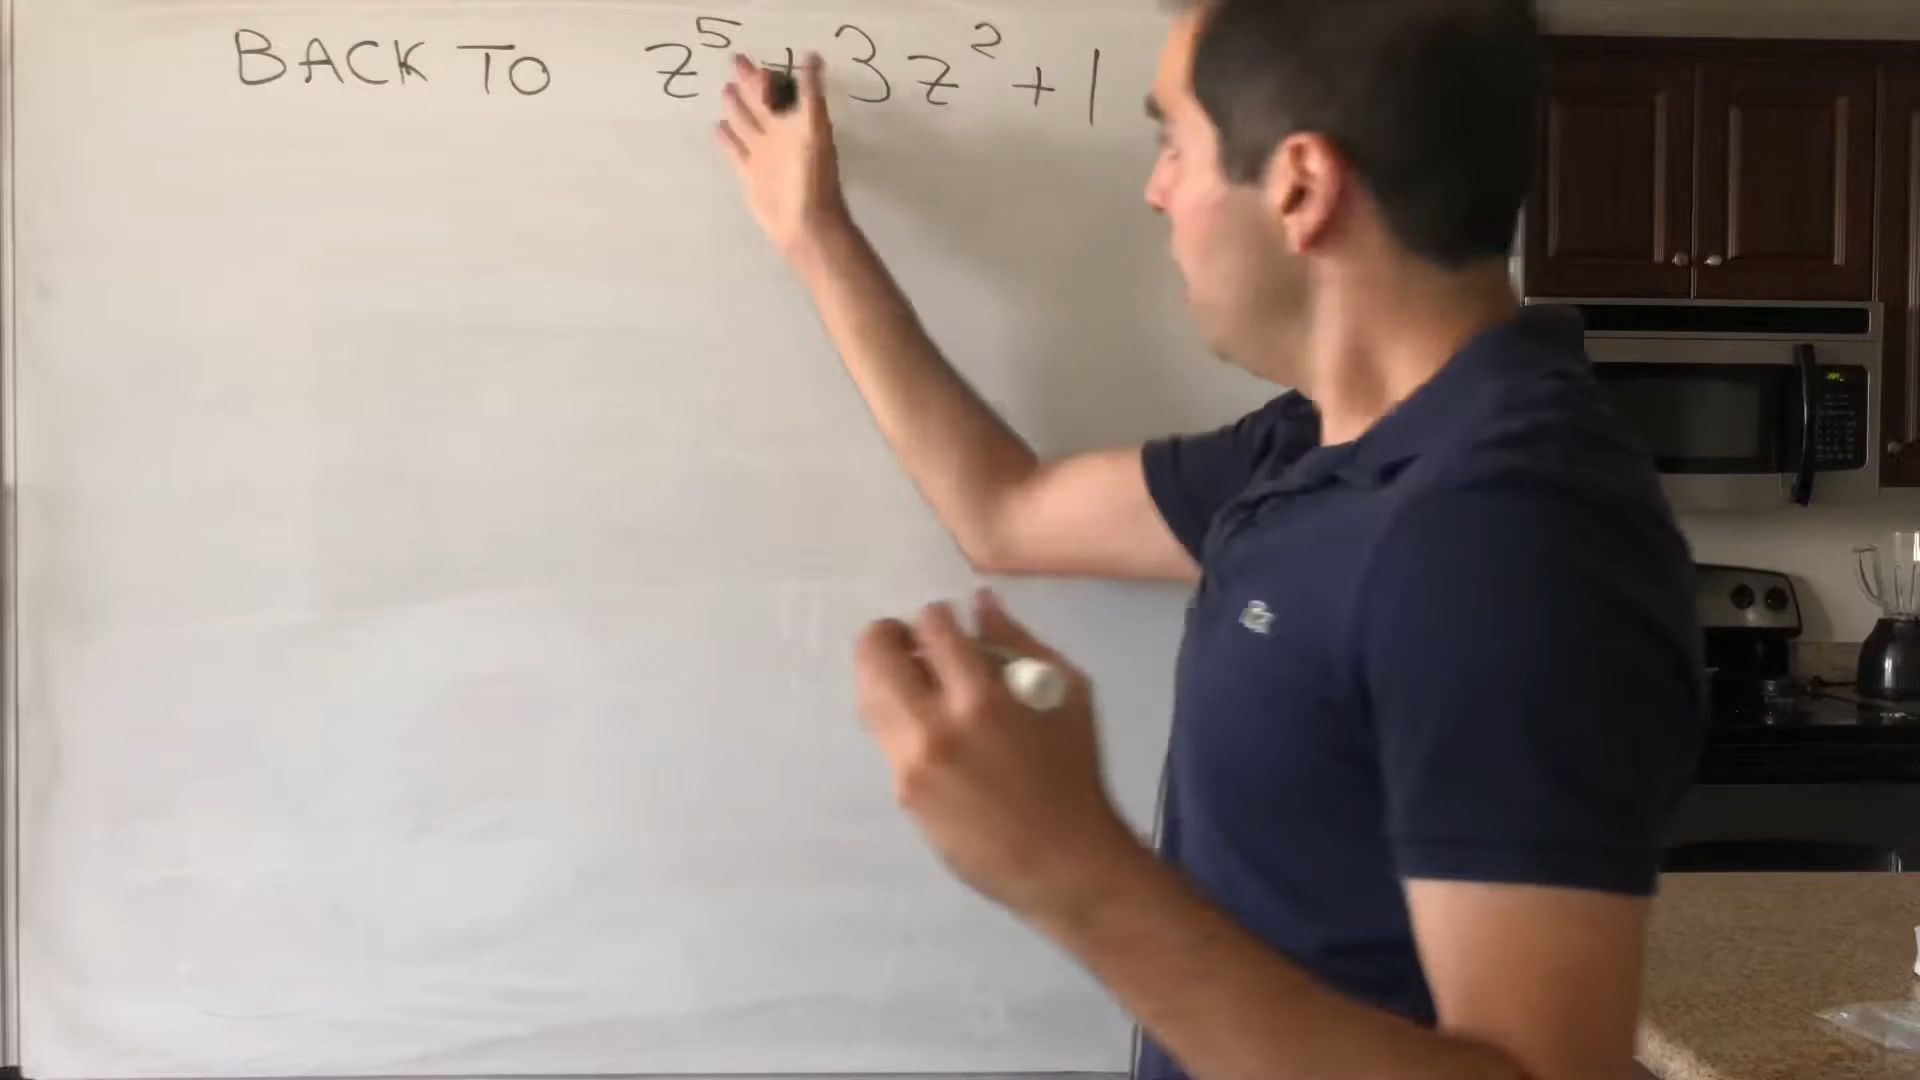 BACK TO z⁵ + 3z² + 1